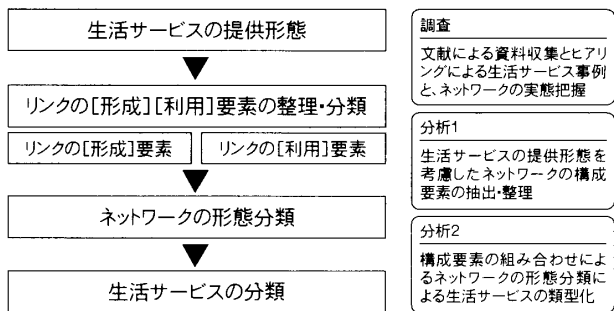 生活サービスの提供形態
リンクの[形成][利用]要素の整理・分類
リンクの[形成]要素
リンクの[利用]要素
ネットワークの形態分類
生活サービスの分類
調査
文献による資料収集とヒアリ
ングによる生活サービス事例
と、ネットワークの実態把握
分析1
生活サービスの提供形態を
考慮したネットワークの構成
要素の抽出・整理
分析2
構成要素の組み合わせによ
るネットワークの形態分類に
よる生活サービスの類型化